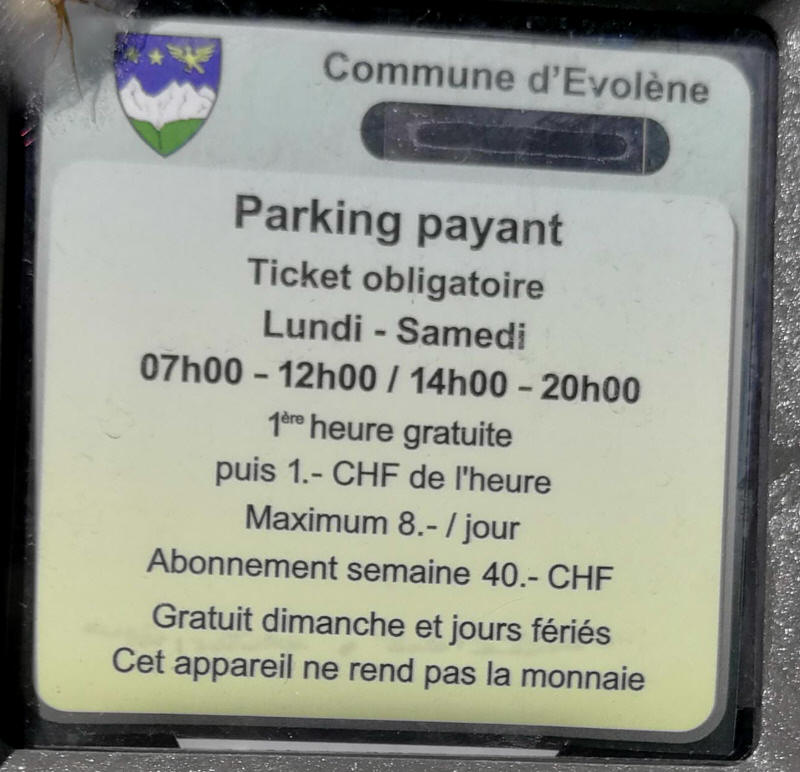 Commune d'Evolène
Parking payant
Ticket obligatoire
Lundi - Samedi
07h00 – 12h00 / 14h00 – 20h00
1ère heure gratuite
puis 1.- CHF de l'heure
Maximum 8.- / jour
Abonnement semaine 40.- CHF
Gratuit dimanche et jours fériés
Cet appareil ne rend pas la monnaie